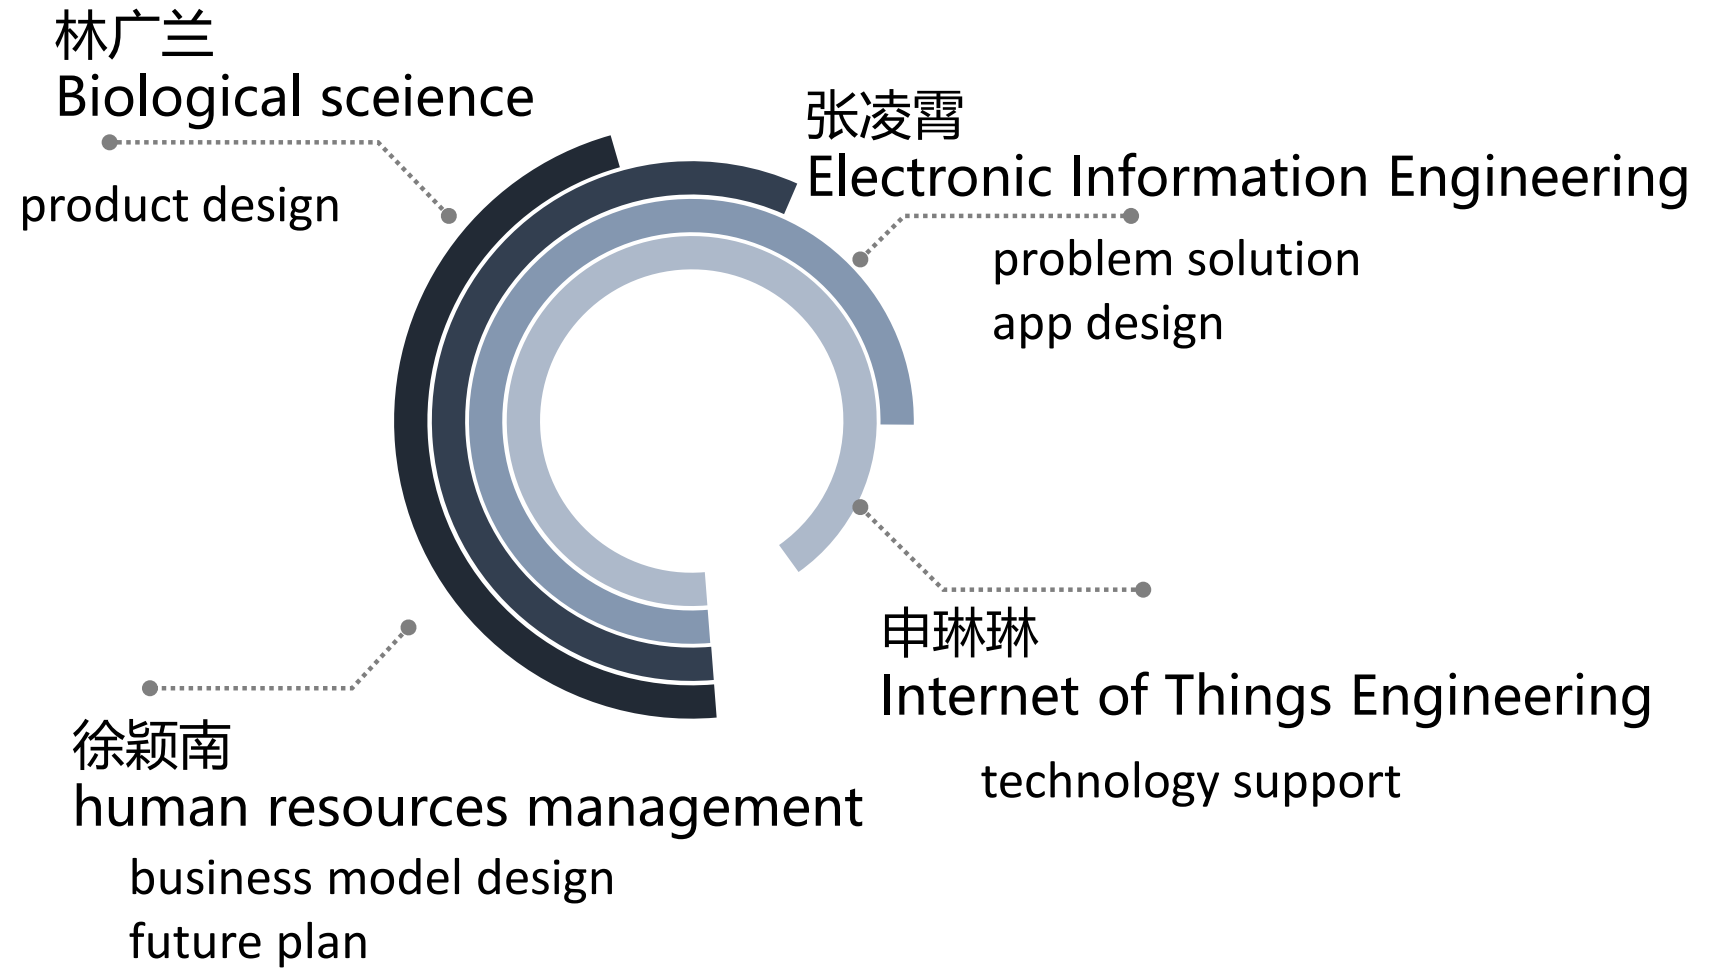 林广兰
Biological sceience
product design
张凌霄
Electronic Information Engineering
problem solution
app design
申琳琳
Internet of Things Engineering
technology support
徐颖南
human resources management
business model design
future plan